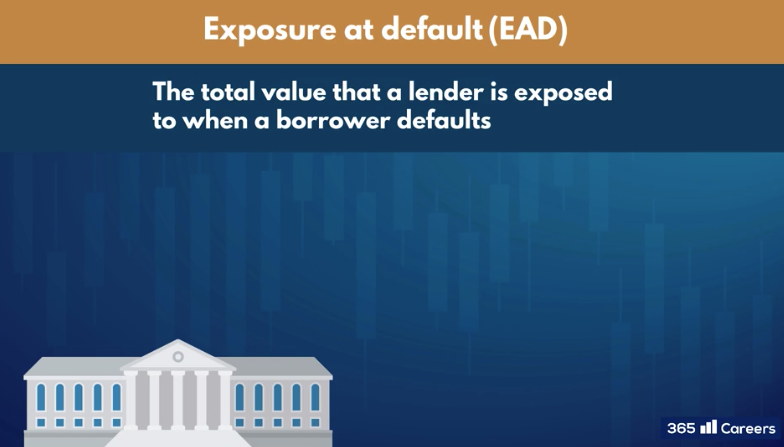 Exposure at default (EAD)
The total value that a lender is exposed
to when a borrower defaults
365 Careers